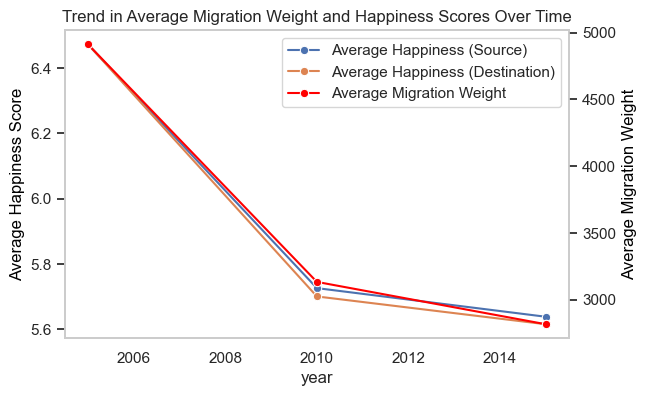 Trend in Average Migration Weight and Happiness Scores Over Time
Average Happiness (Source)
Average Happiness (Destination)
Average Migration Weight
Average Happiness Score
6.4
6.2
6.0
5.8
5.6
5000
4500
4000
3500
3000
Average Migration Weight
2006
2008
2010
2012
2014
year